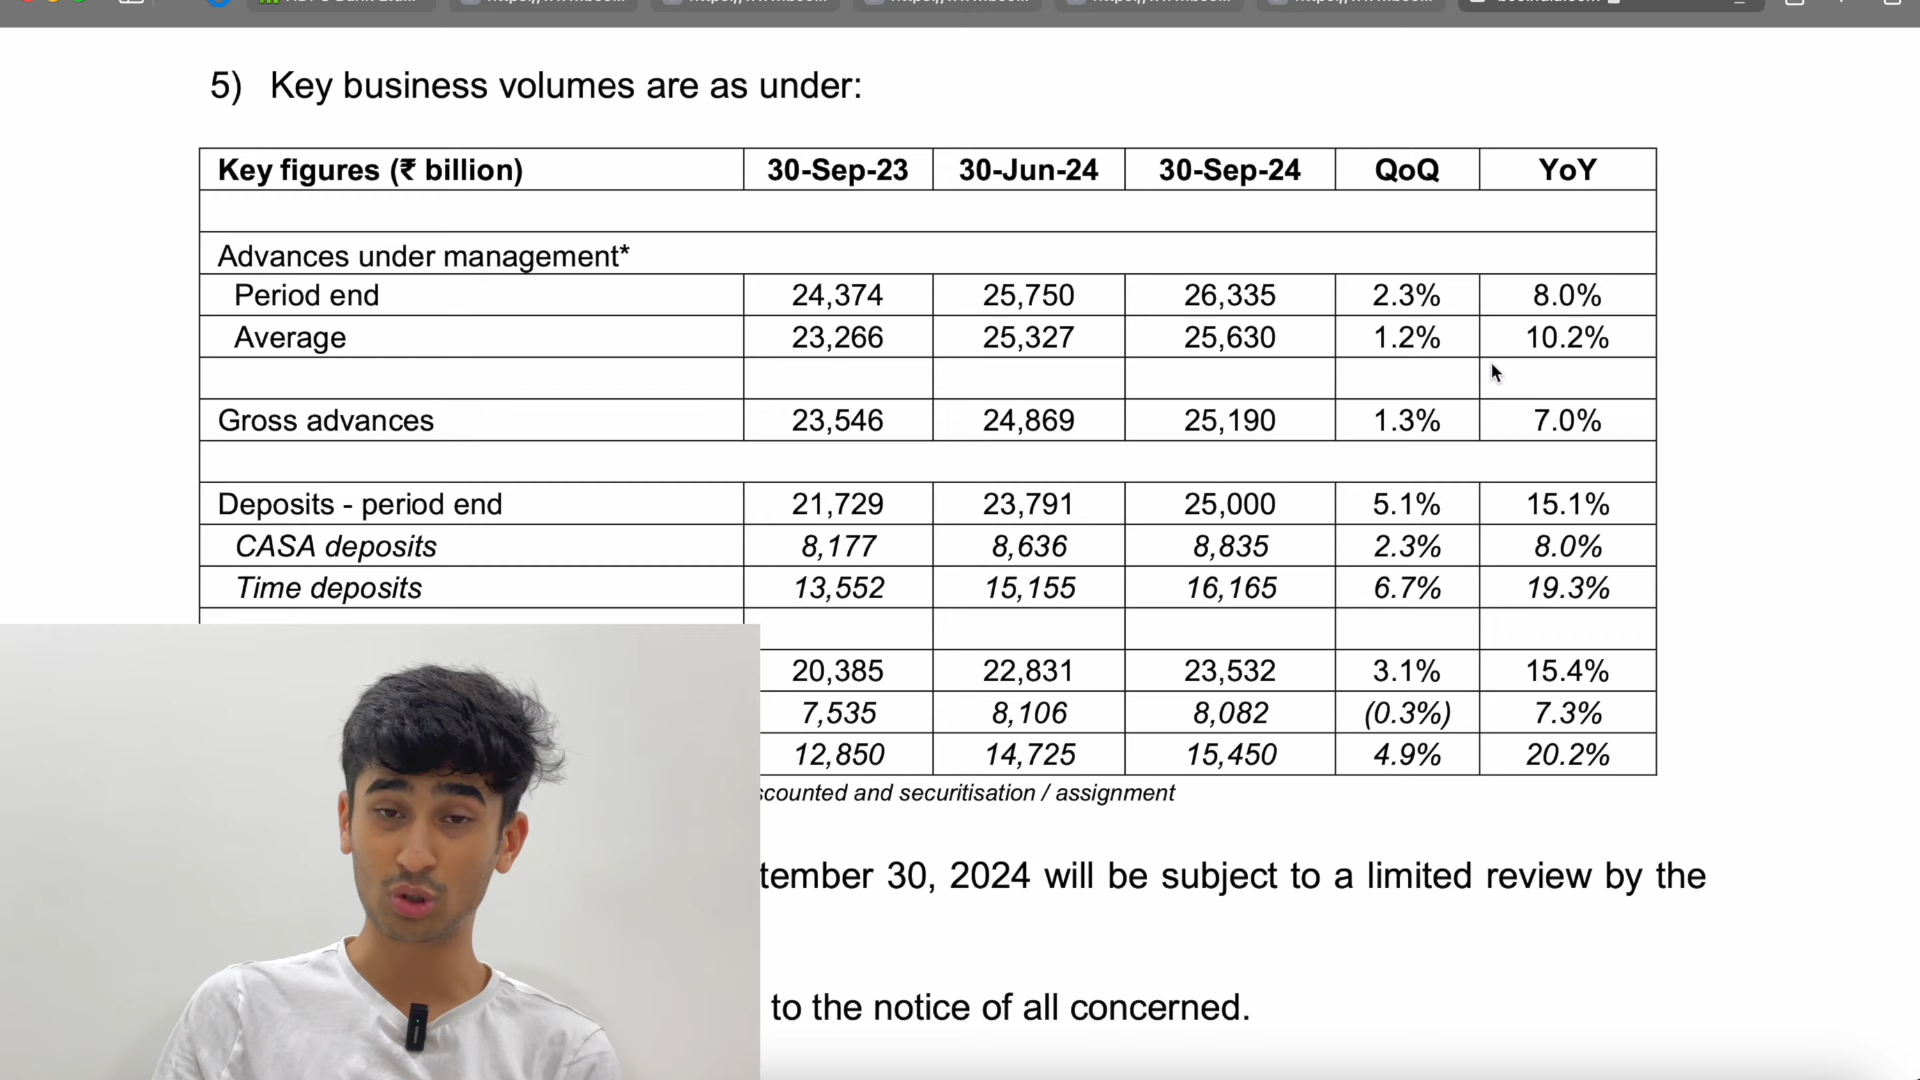 5) Key business volumes are as under:
Key figures (₹ billion) 30-Sep-23 30-Jun-24 30-Sep-24 QoQ YoY
Advances under management*
Period end 24,374 25,750 26,335 2.3% 8.0%
Average 23,266 25,327 25,630 1.2% 10.2%
Gross advances 23,546 24,869 25,190 1.3% 7.0%
Deposits - period end 21,729 23,791 25,000 5.1% 15.1%
CASA deposits 8,177 8,636 8,835 2.3% 8.0%
Time deposits 13,552 15,155 16,165 6.7% 19.3%
20,385 22,831 23,532 3.1% 15.4%
7,535 8,106 8,082 (0.3%) 7.3%
12,850 14,725 15,450 4.9% 20.2%
scounted and securitisation / assignment
tember 30, 2024 will be subject to a limited review by the
to the notice of all concerned.